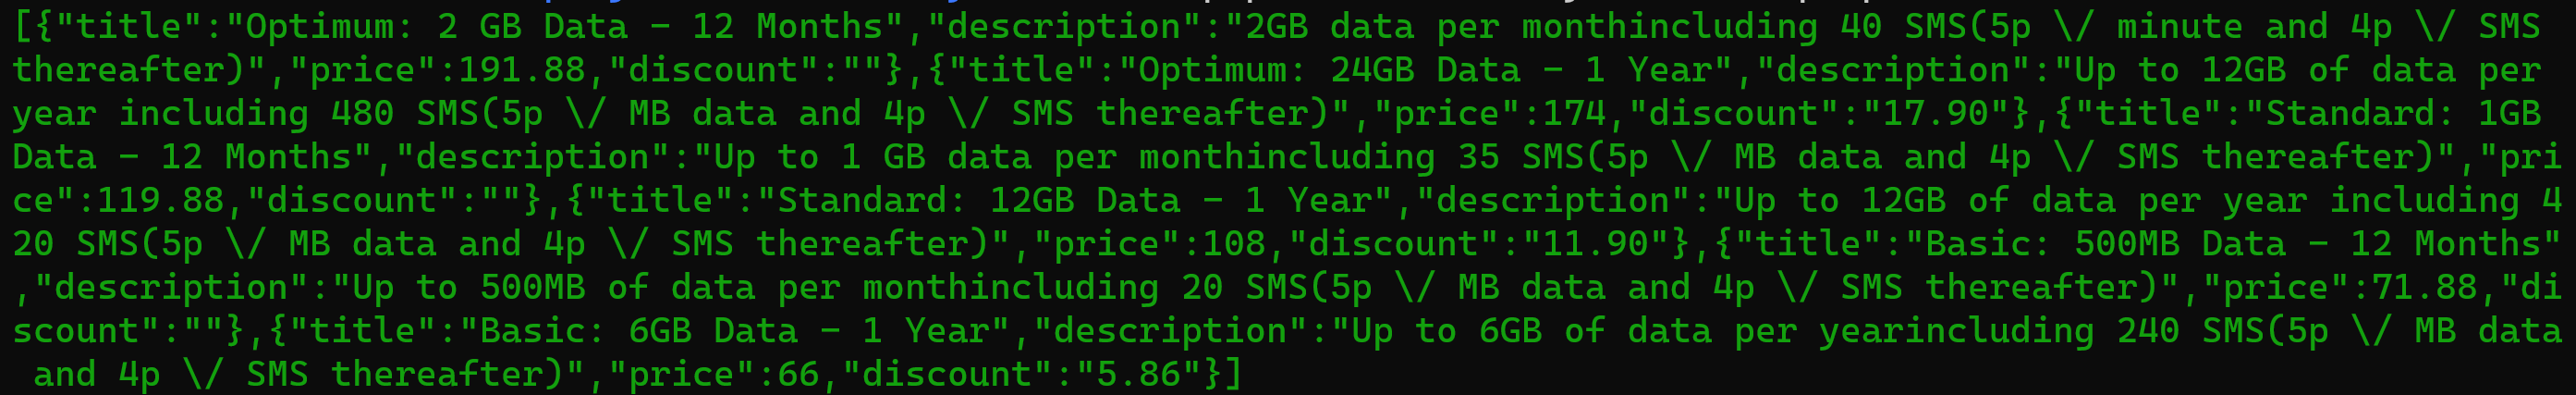 [{"title":"Optimum: 2 GB Data - 12 Months","description":"2GB data per monthincluding 40 SMS(5p \// minute and 4p \// SMS
thereafter)","price":191.88,"discount":""},{"title":"Optimum: 24GB Data - 1 Year","description":"Up to 12GB of data per
year including 480 SMS(5p \// MB data and 4p \// SMS thereafter)","price":174,"discount":"17.90"},{"title":"Standard: 1GB
Data - 12 Months","description":"Up to 1 GB data per monthincluding 35 SMS(5p \// MB data and 4p \// SMS thereafter)","pri
ce":119.88,"discount":""},{"title":"Standard: 12GB Data - 1 Year","description":"Up to 12GB of data per year including 4
20 SMS(5p \// MB data and 4p \// SMS thereafter)","price":108,"discount":"11.90"},{"title":"Basic: 500MB Data - 12 Months"
,"description":"Up to 500MB of data per monthincluding 20 SMS(5p \// MB data and 4p \// SMS thereafter)","price":71.88,"di
scount":""},{"title":"Basic: 6GB Data - 1 Year","description":"Up to 6GB of data per yearincluding 240 SMS(5p \// MB data
 and 4p \// SMS thereafter)","price":66,"discount":"5.86"}]